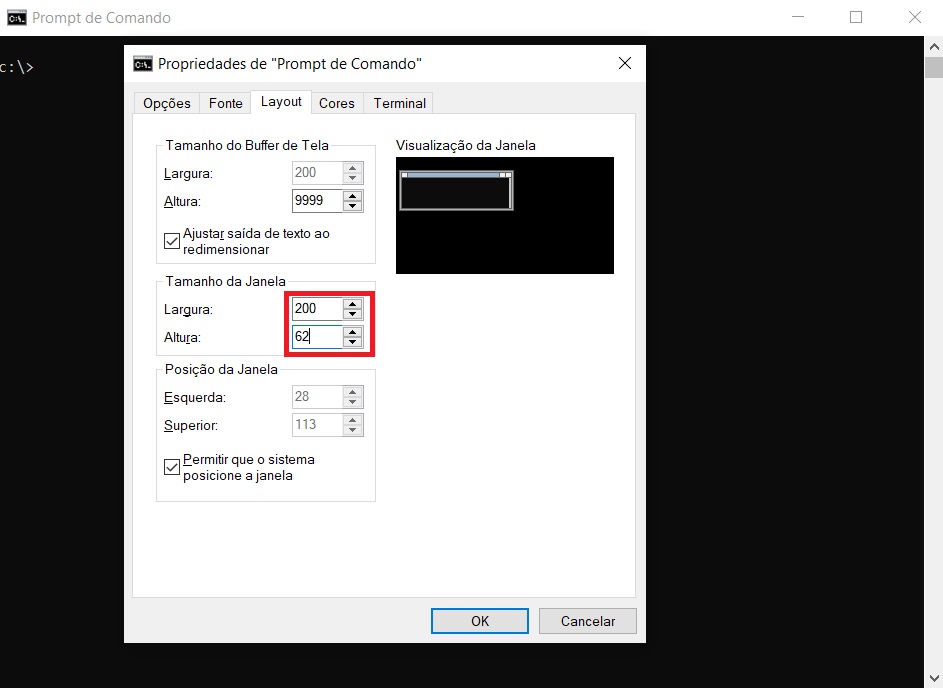 Prompt de Comando
c:\>
Propriedades de "Prompt de Comando"
Opções Fonte Layout Cores Terminal
Tamanho do Buffer de Tela
Largura: 200
Altura: 9999
Ajustar saída de texto ao
redimensionar
Tamanho da Janela
Largura: 200
Altura: 62
Posição da Janela
Esquerda: 28
Superior: 113
Permitir que o sistema
posicione a janela
Visualização da Janela
OK Cancelar